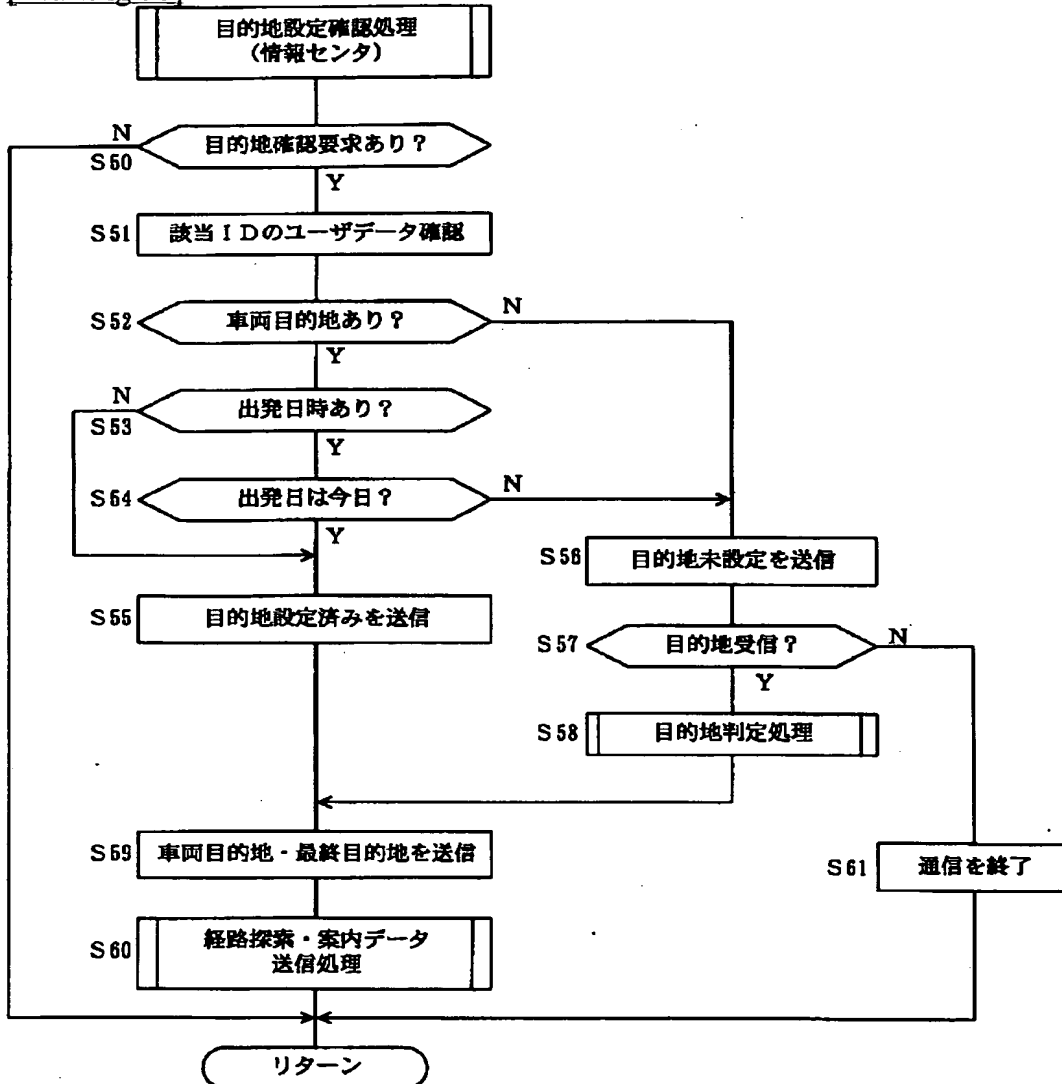 目的地設定確認処理
（情報センタ）
N
S50
目的地確認要求あり？
Y
S51
該当IDのユーザデータ確認
S52
車両目的地あり？
N
Y
N
S53
出発日時あり？
Y
S54
出発日は今日？
N
Y
S56
目的地未設定を送信
S55
目的地設定済みを送信
S57
目的地受信？
N
Y
S58
目的地判定処理
S59
車両目的地・最終目的地を送信
S61
通信を終了
S60
経路探索・案内データ
送信処理
リターン